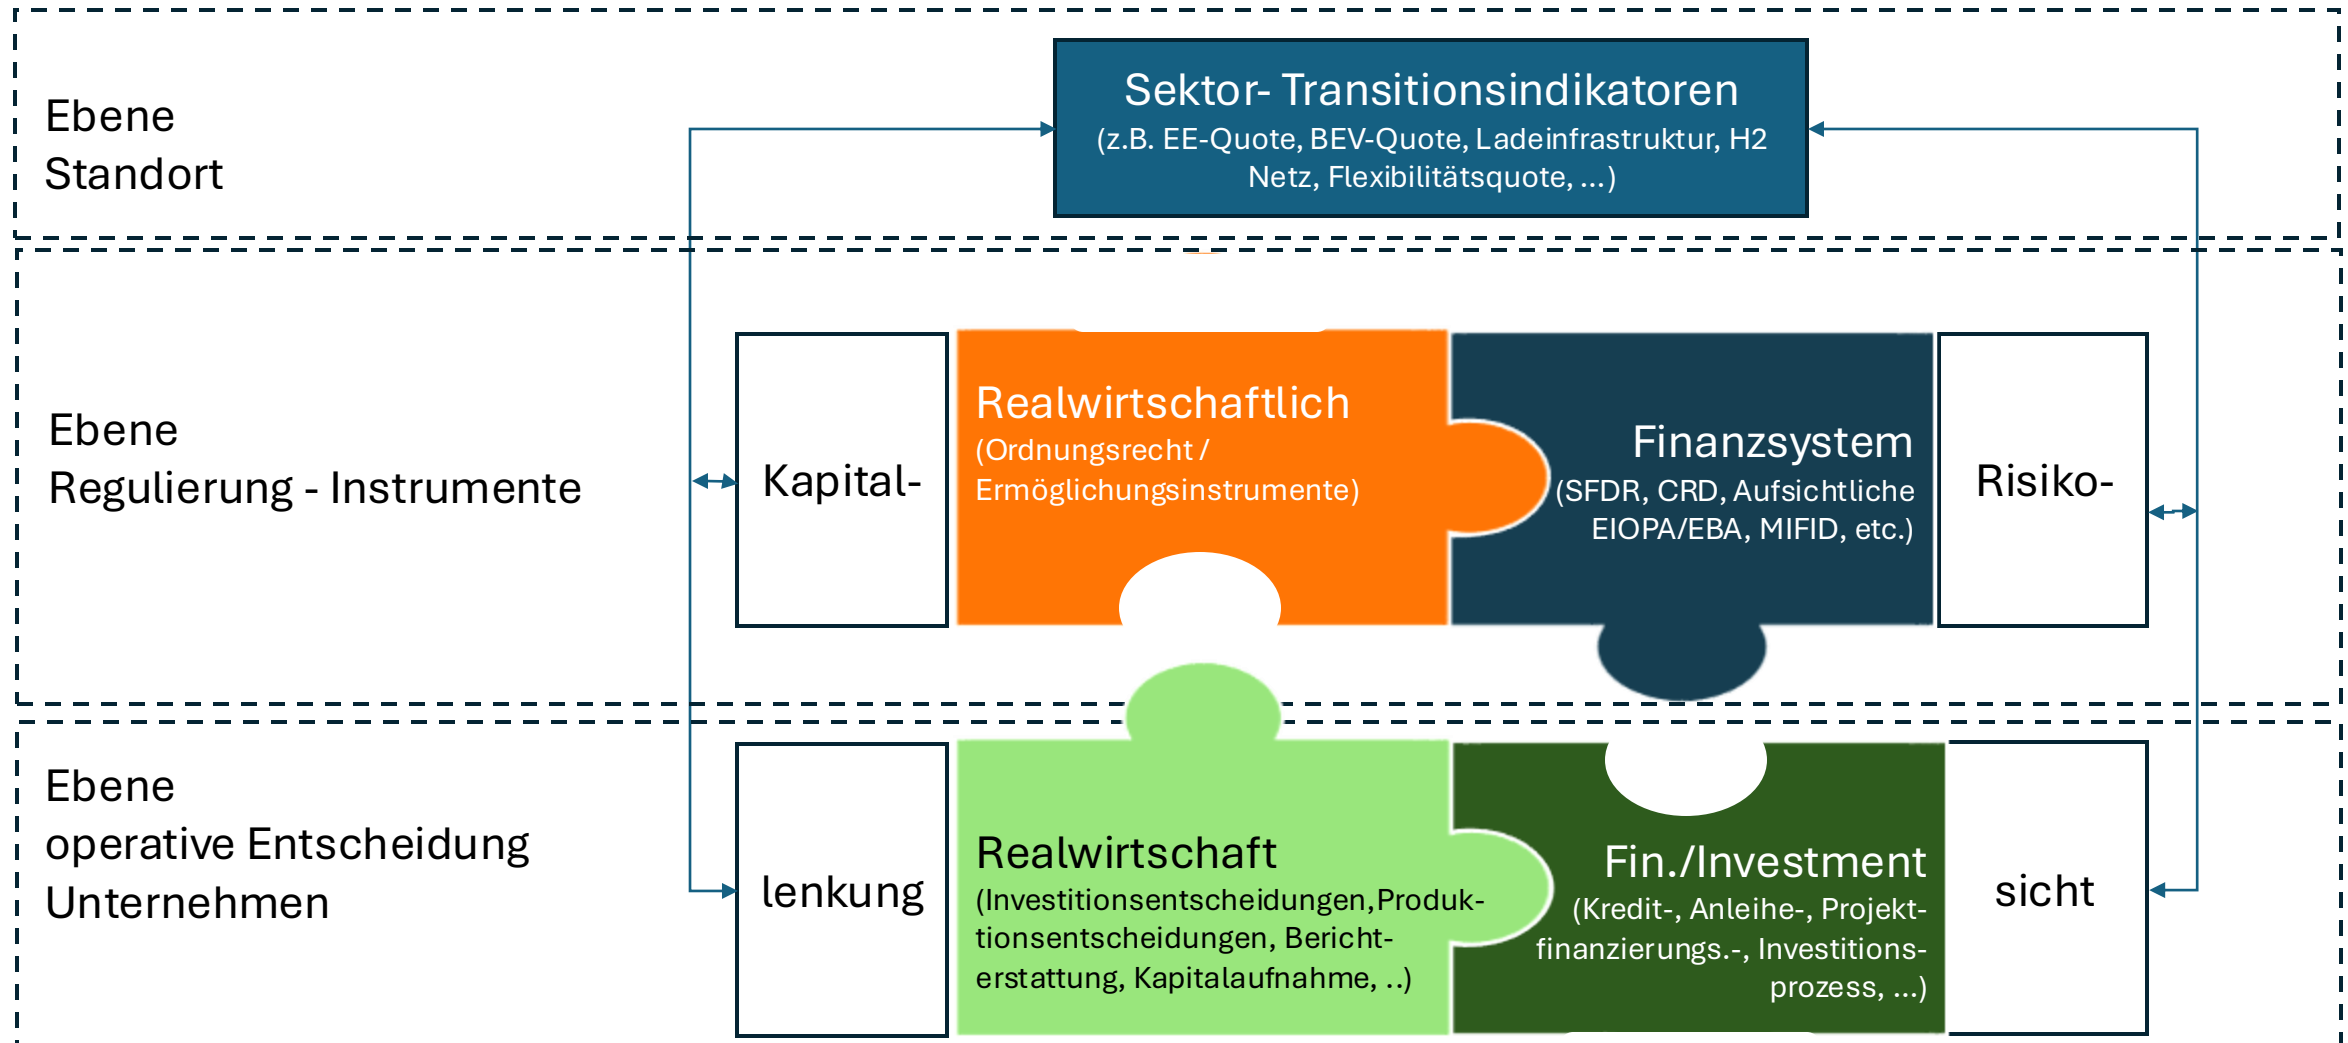 Ebene
Standort
Sektor- Transitionsindikatoren
(z.B. EE-Quote, BEV-Quote, Ladeinfrastruktur, H2
Netz, Flexibilitätsquote, ...)
Ebene
Regulierung - Instrumente
Kapital-
Realwirtschaftlich
(Ordnungsrecht /
Ermöglichungsinstrumente)
Finanzsystem
(SFDR, CRD, Aufsichtliche
EIOPA/EBA, MIFID, etc.)
Risiko-
Ebene
operative Entscheidung
Unternehmen
lenkung
Realwirtschaft
(Investitionsentscheidungen,Produk-
tionsentscheidungen, Bericht-
erstattung, Kapitalaufnahme, ..)
Fin./Investment
(Kredit-, Anleihe-, Projekt-
finanzierungs.-, Investitions-
prozess, ...)
sicht